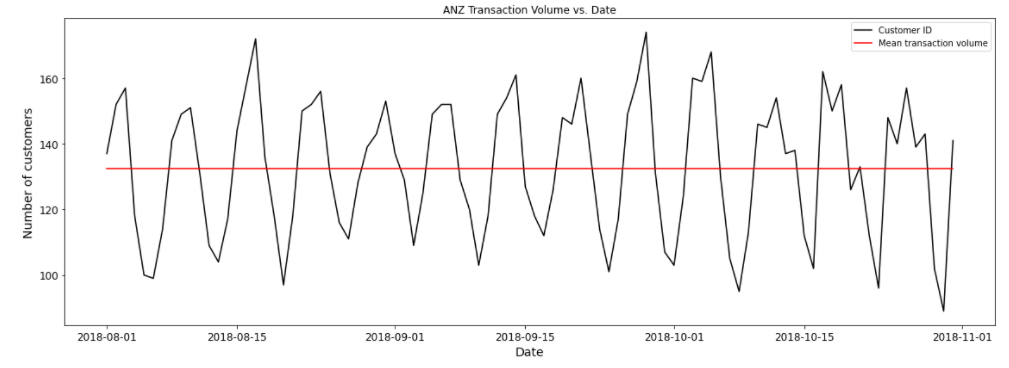 ANZ Transaction Volume vs. Date
Customer ID
Mean transaction volume
Number of customers
160
140
120
100
2018-08-01 2018-08-15 2018-09-01 2018-09-15 2018-10-01 2018-10-15 2018-11-01
Date